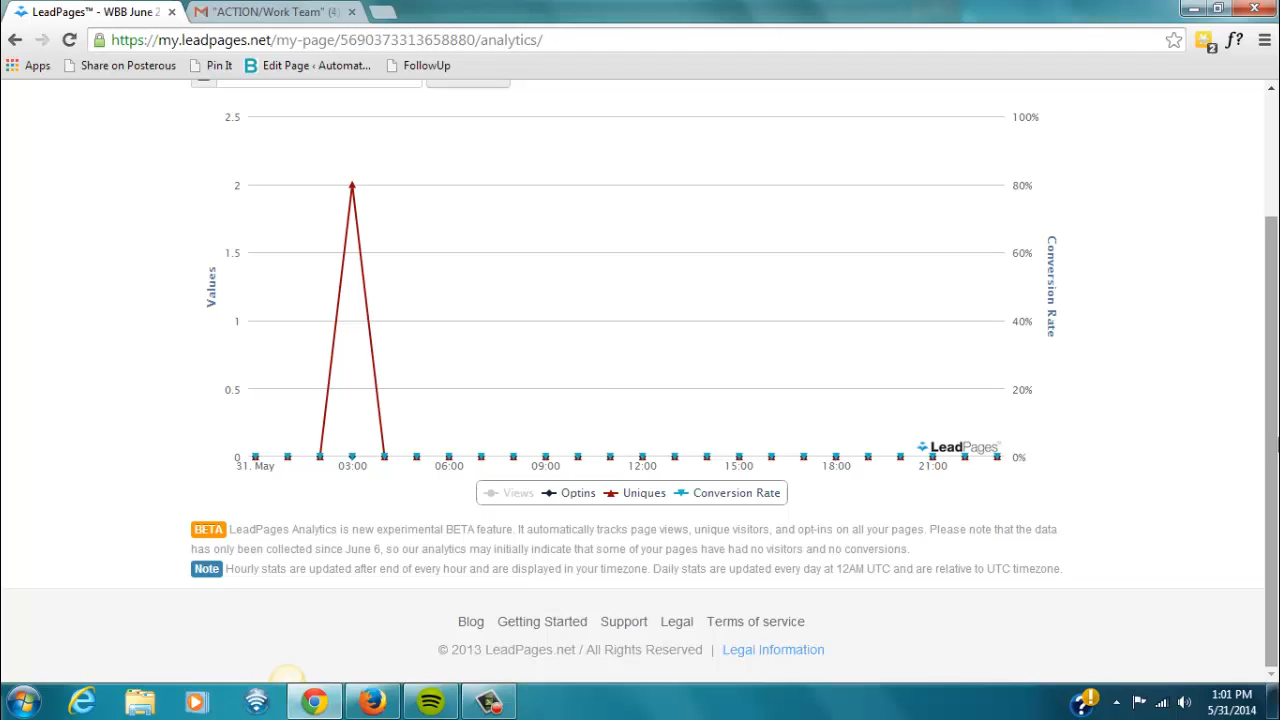 LeadPages™ - WBB June 2
"ACTION/Work Team" (4)
https://my.leadpages.net/my-page/5690373313658880/analytics/
2
f?
Apps
Share on Posterous
Pin It
B
Edit Page ‹ Automat...
FollowUp
2.5
100%
2
80%
1.5
60%
Values
Conversion Rate
1
40%
0.5
20%
LeadPages™
0
0%
31. May
03:00
06:00
09:00
12:00
15:00
18:00
21:00
Views
Optins
Uniques
Conversion Rate
BETA LeadPages Analytics is new experimental BETA feature. It automatically tracks page views, unique visitors, and opt-ins on all your pages. Please note that the data
has only been collected since June 6, so our analytics may initially indicate that some of your pages have had no visitors and no conversions.
Note Hourly stats are updated after end of every hour and are displayed in your timezone. Daily stats are updated every day at 12AM UTC and are relative to UTC timezone.
Blog Getting Started Support Legal Terms of service
© 2013 LeadPages.net / All Rights Reserved | Legal Information
1:01 PM
5/31/2014